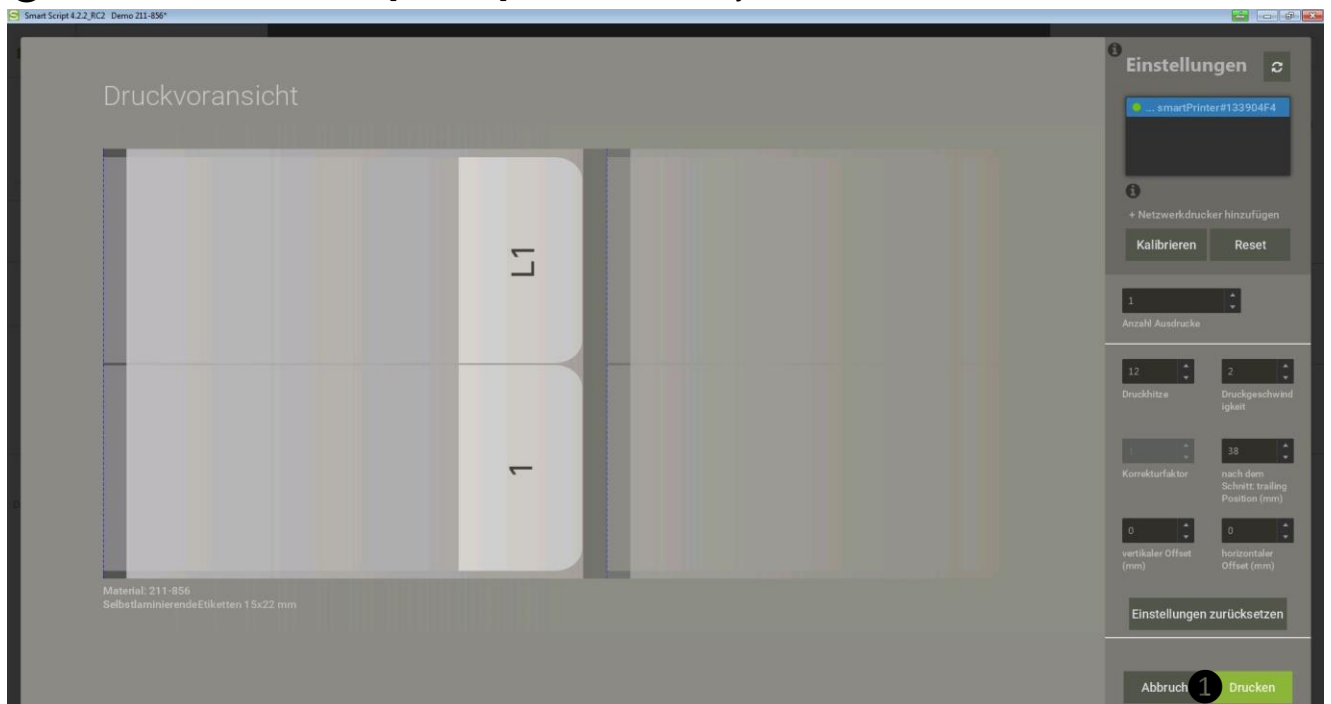 Smart Script 4.2.2_RC2 Demo 211-856*
Druckvoransicht
L1
1
Material: 211-856
SelbstlaminierendeEtiketten 15x22 mm
Einstellungen
... smartPrinter#133904F4
+ Netzwerkdrucker hinzufügen
Kalibrieren Reset
1
Anzahl Ausdrucke
12 2
Druckhitze Druckgeschwind
igkeit
38
Korrekturfaktor nach dem
Schnitt: trailing
Position (mm)
0 0
vertikaler Offset horizontaler
(mm) Offset (mm)
Einstellungen zurücksetzen
Abbruch 1 Drucken